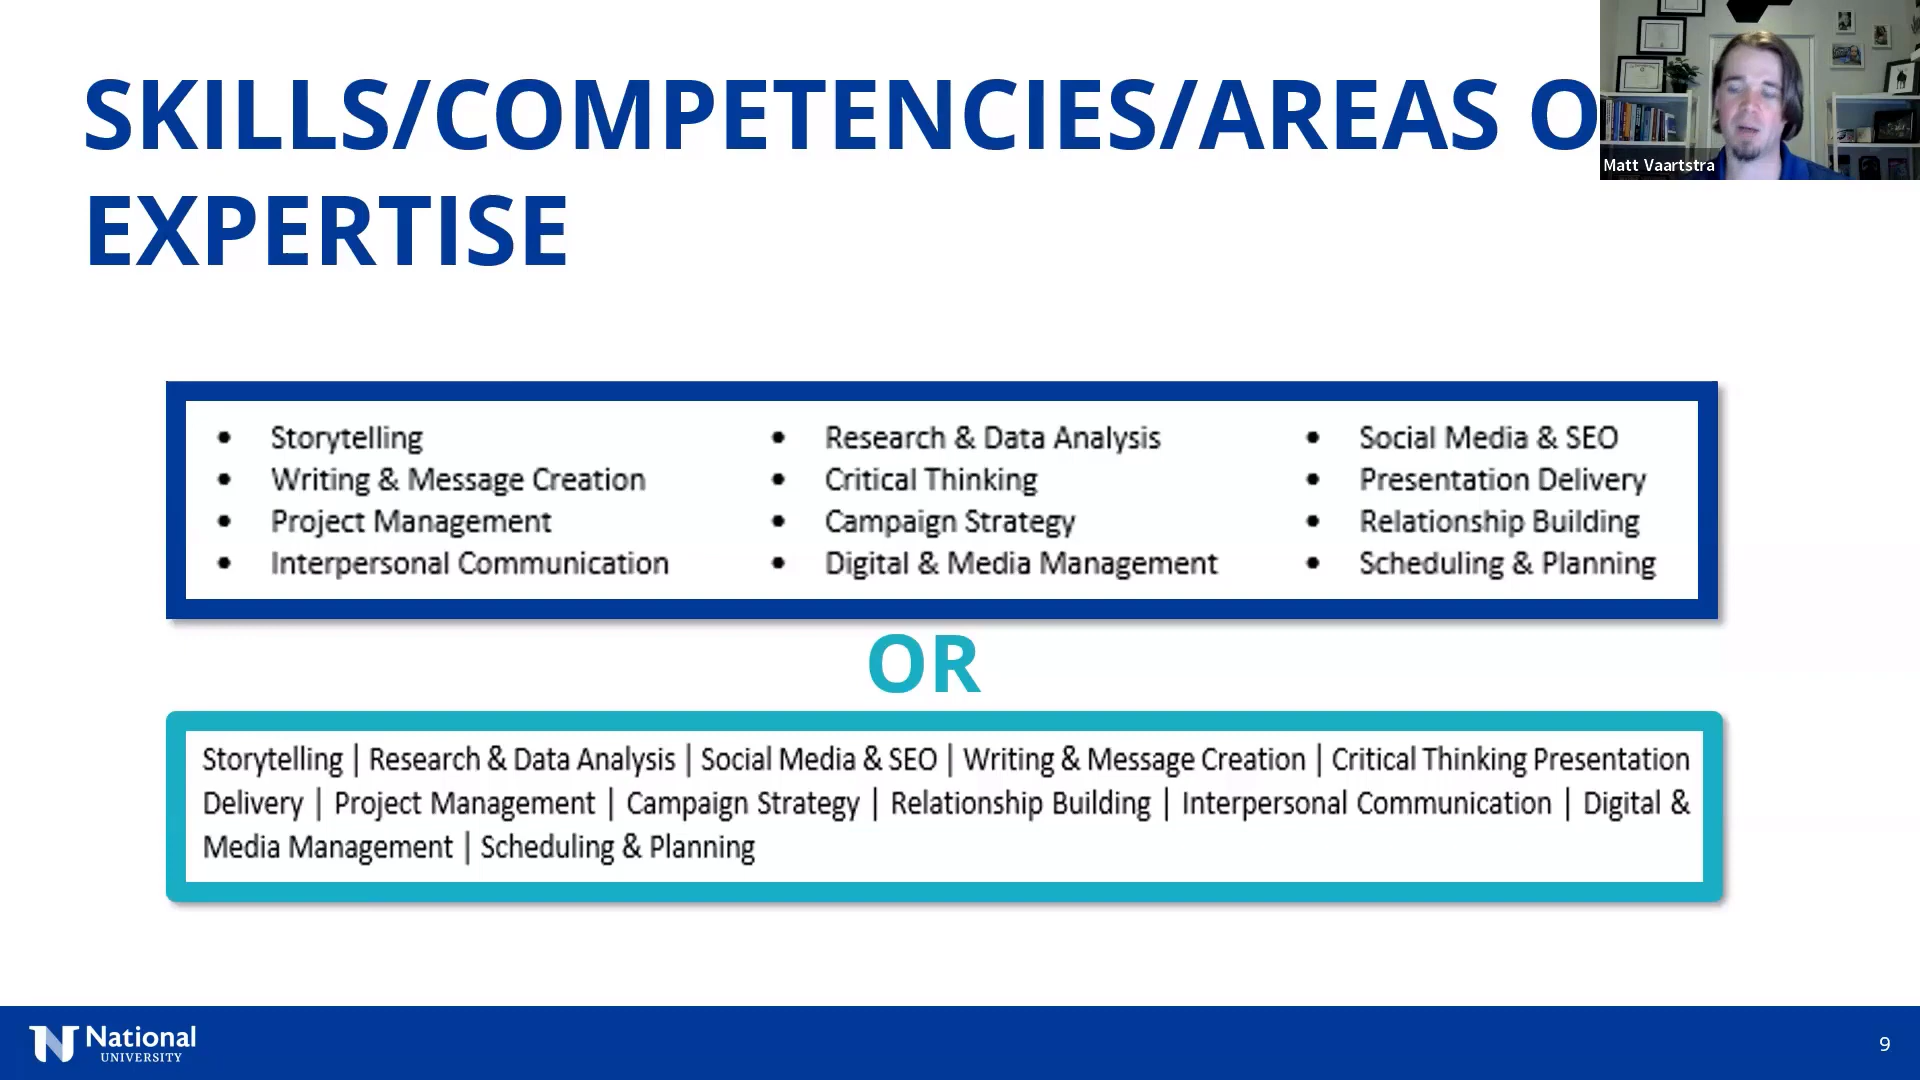 SKILLS/COMPETENCIES/AREAS O
EXPERTISE
Matt Vaartstra
• Storytelling
• Writing & Message Creation
• Project Management
• Interpersonal Communication
• Research & Data Analysis
• Critical Thinking
• Campaign Strategy
• Digital & Media Management
• Social Media & SEO
• Presentation Delivery
• Relationship Building
• Scheduling & Planning
OR
Storytelling | Research & Data Analysis | Social Media & SEO | Writing & Message Creation | Critical Thinking Presentation
Delivery | Project Management | Campaign Strategy | Relationship Building | Interpersonal Communication | Digital &
Media Management | Scheduling & Planning
National
UNIVERSITY
9